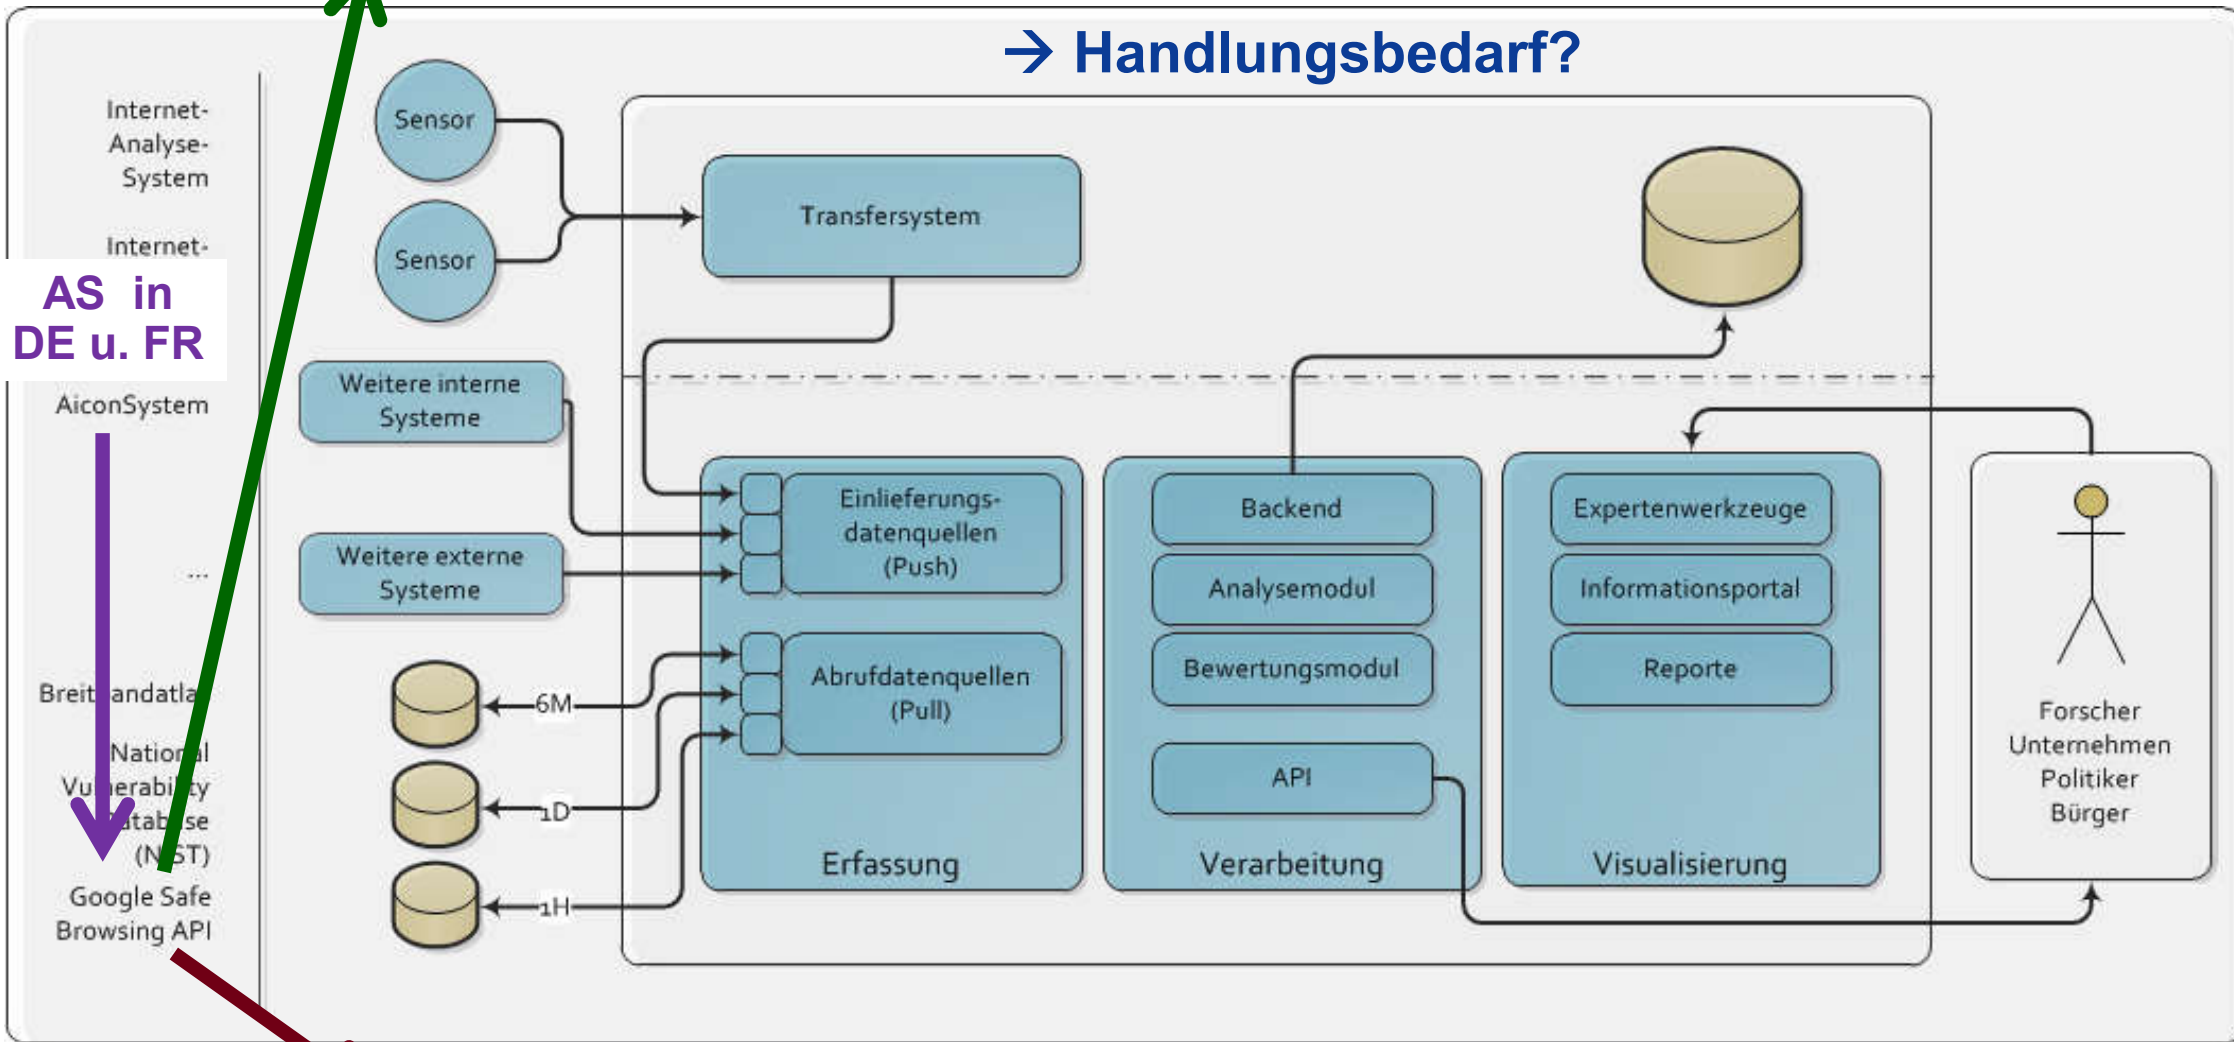 → Handlungsbedarf?
Internet-
Analyse-
System
Internet-
AS in
DE u. FR
AiconSystem
...
National
(NIST)
Google Safe
Browsing API
Sensor
Sensor
Weitere interne
Systeme
Weitere externe
Systeme
6M
1D
1H
Transfersystem
Einlieferungs-
datenquellen
(Push)
Abrufdatenquellen
(Pull)
Erfassung
Backend
Analysemodul
Bewertungsmodul
API
Verarbeitung
Expertenwerkzeuge
Informationsportal
Reporte
Visualisierung
Forscher
Unternehmen
Politiker
Bürger